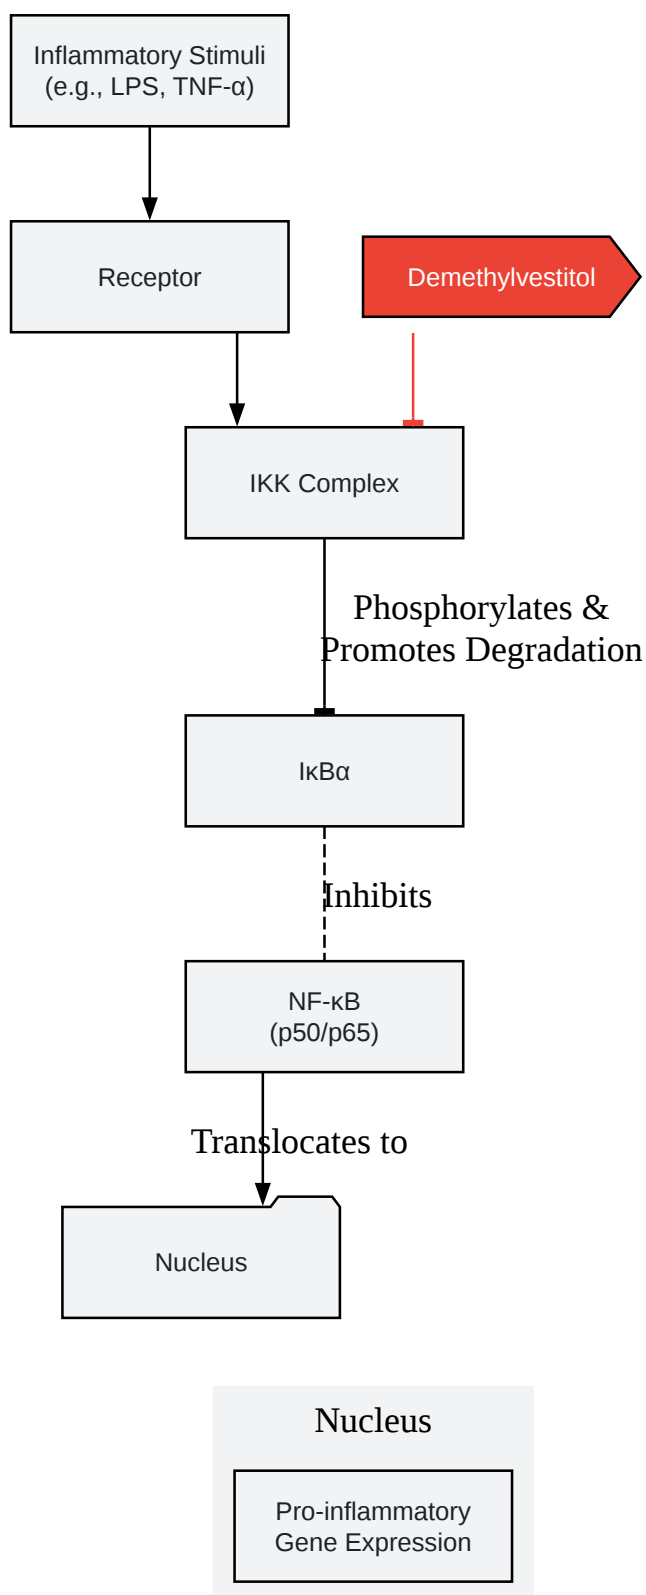 Inflammatory Stimuli
(e.g., LPS, TNF-α)
Receptor
Demethylvestitol
IKK Complex
Phosphorylates &
Promotes Degradation
IκBα
Inhibits
NF-κB
(p50/p65)
Translocates to
Nucleus
Nucleus
Pro-inflammatory
Gene Expression